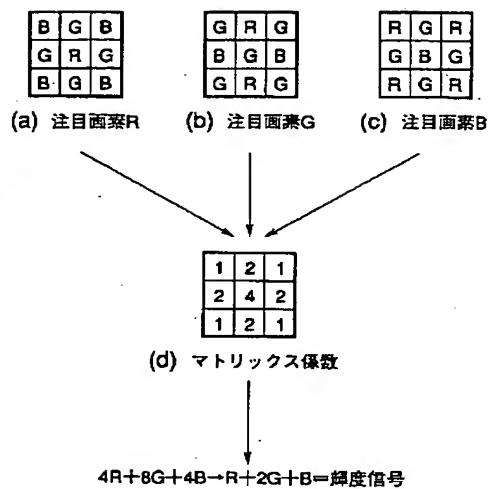 B G B G R G R G R
G R G B G B G B G
B G B G R G R G R
(a) 注目画素R (b) 注目画素G (c) 注目画素B
1 2 1
2 4 2
1 2 1
(d) マトリックス係数
4R+8G+4B→R+2G+B=輝度信号